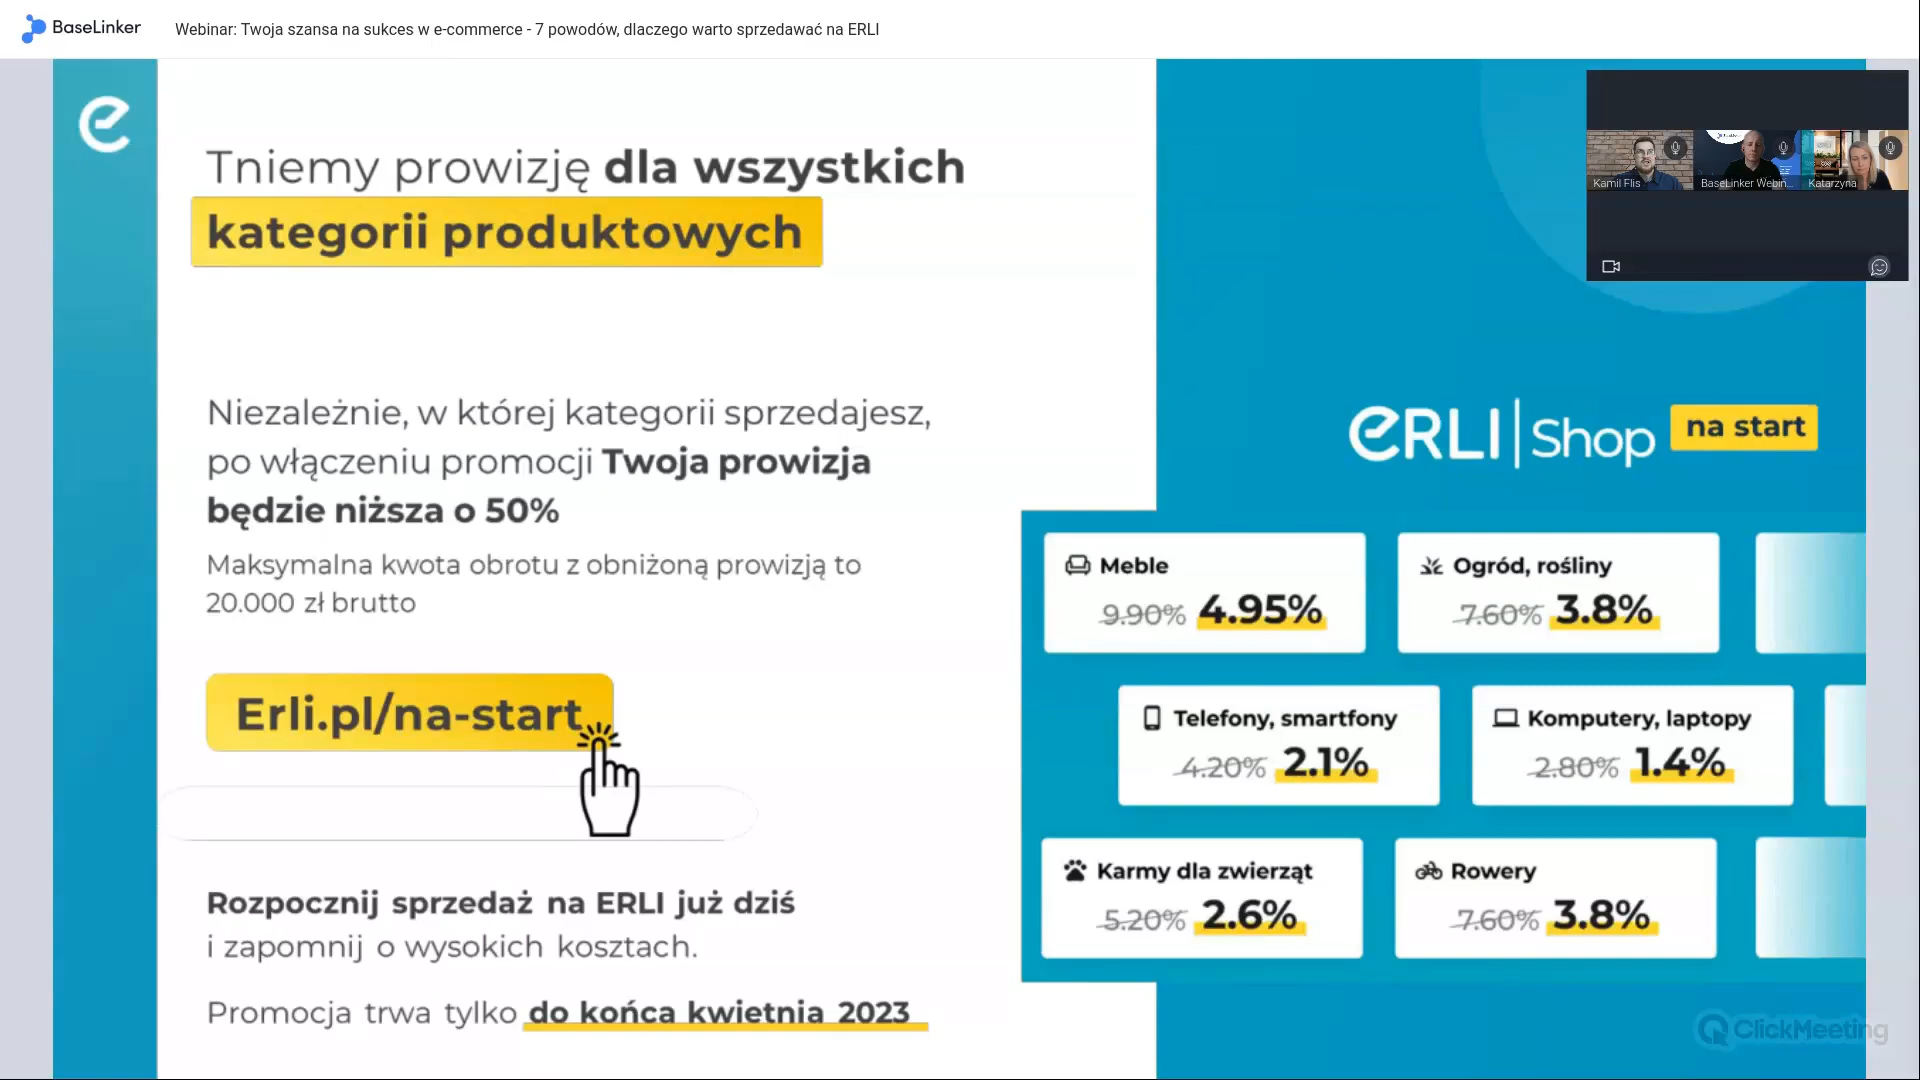 BaseLinker
Webinar: Twoja szansa na sukces w e-commerce - 7 powodów, dlaczego warto sprzedawać na ERLI
e
Tniemy prowizję dla wszystkich
kategorii produktowych
Kamil Flis
BaseLinker Webin...
Katarzyna
Niezależnie, w której kategorii sprzedajesz,
po włączeniu promocji Twoja prowizja
będzie niższa o 50%
Maksymalna kwota obrotu z obniżoną prowizją to
20.000 zł brutto
Erli.pl/na-start
Rozpocznij sprzedaż na ERLI już dziś
i zapomnij o wysokich kosztach.
Promocja trwa tylko do końca kwietnia 2023
eRLI | Shop na start
Meble
9.90% 4.95%
Ogród, rośliny
7.60% 3.8%
Telefony, smartfony
4.20% 2.1%
Komputery, laptopy
2.80% 1.4%
Karmy dla zwierząt
5.20% 2.6%
Rowery
7.60% 3.8%
ClickMeeting